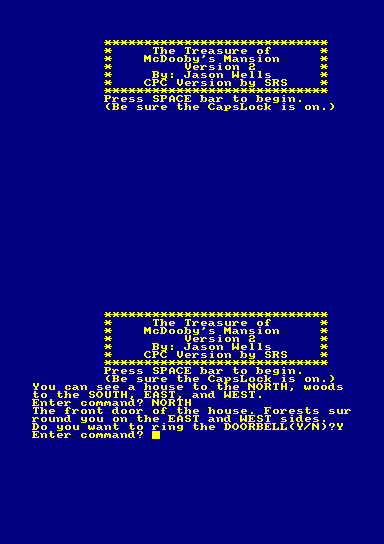 ****************************
* The Treasure of *
* McDooby's Mansion *
* Version 2 *
* By: Jason Wells *
* CPC Version by SRS *
****************************
Press SPACE bar to begin.
(Be sure the CapsLock is on.)
****************************
* The Treasure of *
* McDooby's Mansion *
* Version 2 *
* By: Jason Wells *
* CPC Version by SRS *
****************************
Press SPACE bar to begin.
(Be sure the CapsLock is on.)
You can see a house to the NORTH, woods
to the SOUTH, EAST, and WEST.
Enter command? NORTH
The front door of the house. Forests sur
round you on the EAST and WEST sides.
Do you want to ring the DOORBELL(Y/N)?Y
Enter command?